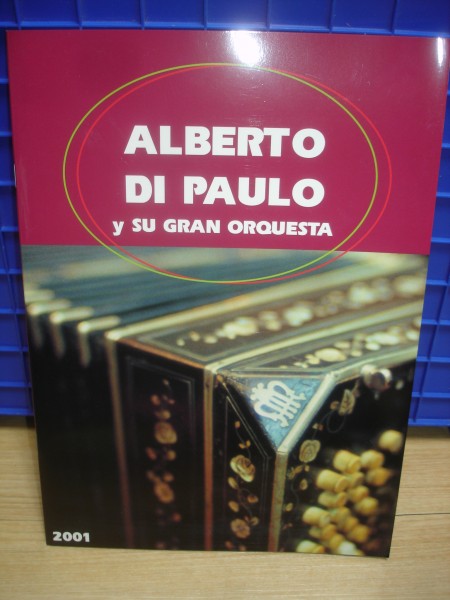 ALBERTO
DI PAULO
y SU GRAN ORQUESTA
2001